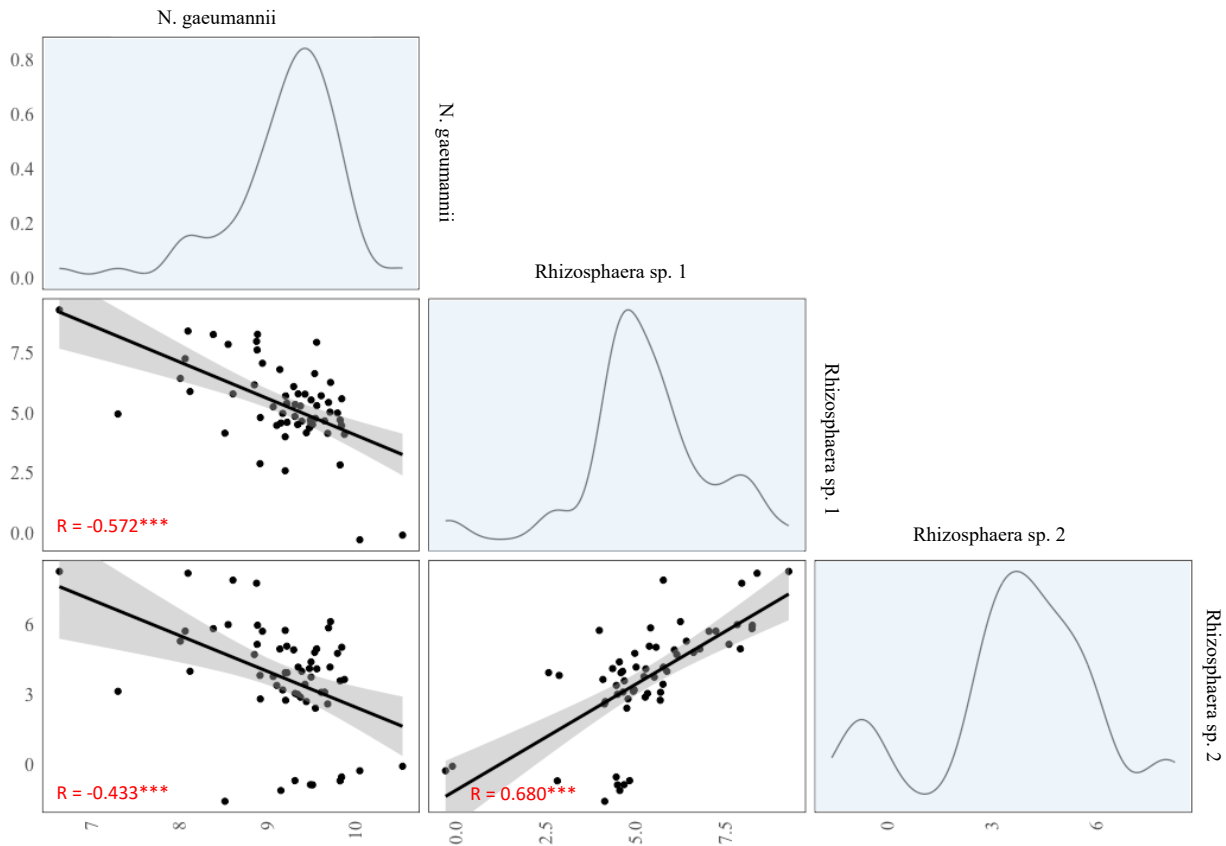 N. gaeumannii
0.8
0.6
0.4
0.2
0.0
N. gaeumannii
Rhizosphaera sp. 1
7.5
5.0
2.5
0.0
R = -0.572***
Rhizosphaera sp. 1
Rhizosphaera sp. 2
6
3
0
R = -0.433***
R = 0.680***
Rhizosphaera sp. 2
7 8 9 10 0.0 2.5 5.0 7.5 0 3 6